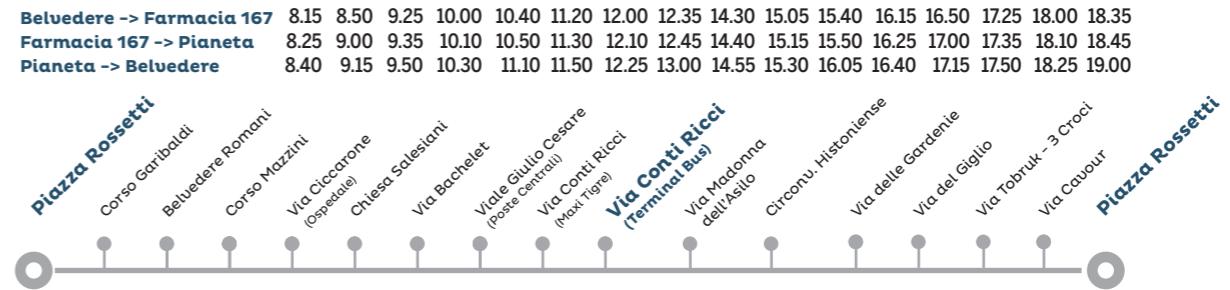 Belvedere -> Farmacia 167 8.15 8.50 9.25 10.00 10.40 11.20 12.00 12.35 14.30 15.05 15.40 16.15 16.50 17.25 18.00 18.35
Farmacia 167 -> Pianeta 8.25 9.00 9.35 10.10 10.50 11.30 12.10 12.45 14.40 15.15 15.50 16.25 17.00 17.35 18.10 18.45
Pianeta -> Belvedere 8.40 9.15 9.50 10.30 11.10 11.50 12.25 13.00 14.55 15.30 16.05 16.40 17.15 17.50 18.25 19.00
Piazza Rossetti
Corso Garibaldi
Belvedere Romani
Corso Mazzini
Via Ciccarone
(Ospedale)
Chiesa Salesiani
Via Bachelet
Viale Giulio Cesare
(Poste Centrali)
Via Conti Ricci
(Maxi Tigre)
Via Conti Ricci
(Terminal Bus)
Via Madonna
dell'Asilo
Circonv. Histoniense
Via delle Gardenie
Via del Giglio
Via Tobruk - 3 Croci
Via Cavour
Piazza Rossetti